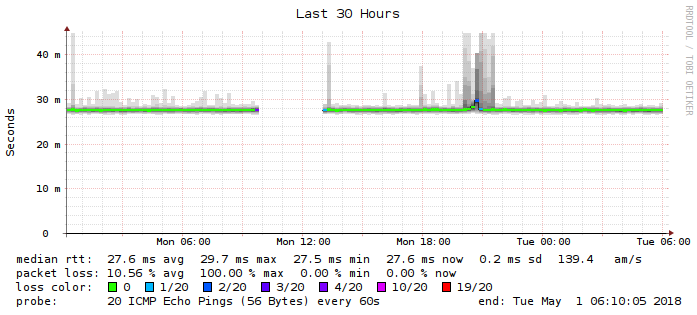 Last 30 Hours
RRDTOOL / TOBI OETIKER
Seconds
40 m
30 m
20 m
10 m
0
Mon 06:00 Mon 12:00 Mon 18:00 Tue 00:00 Tue 06:00
median rtt: 27.6 ms avg 29.7 ms max 27.5 ms min 27.6 ms now 0.2 ms sd 139.4 am/s
packet loss: 10.56 % avg 100.00 % max 0.00 % min 0.00 % now
loss color: 0 1/20 2/20 3/20 4/20 10/20 19/20
probe: 20 ICMP Echo Pings (56 Bytes) every 60s end: Tue May 1 06:10:05 2018